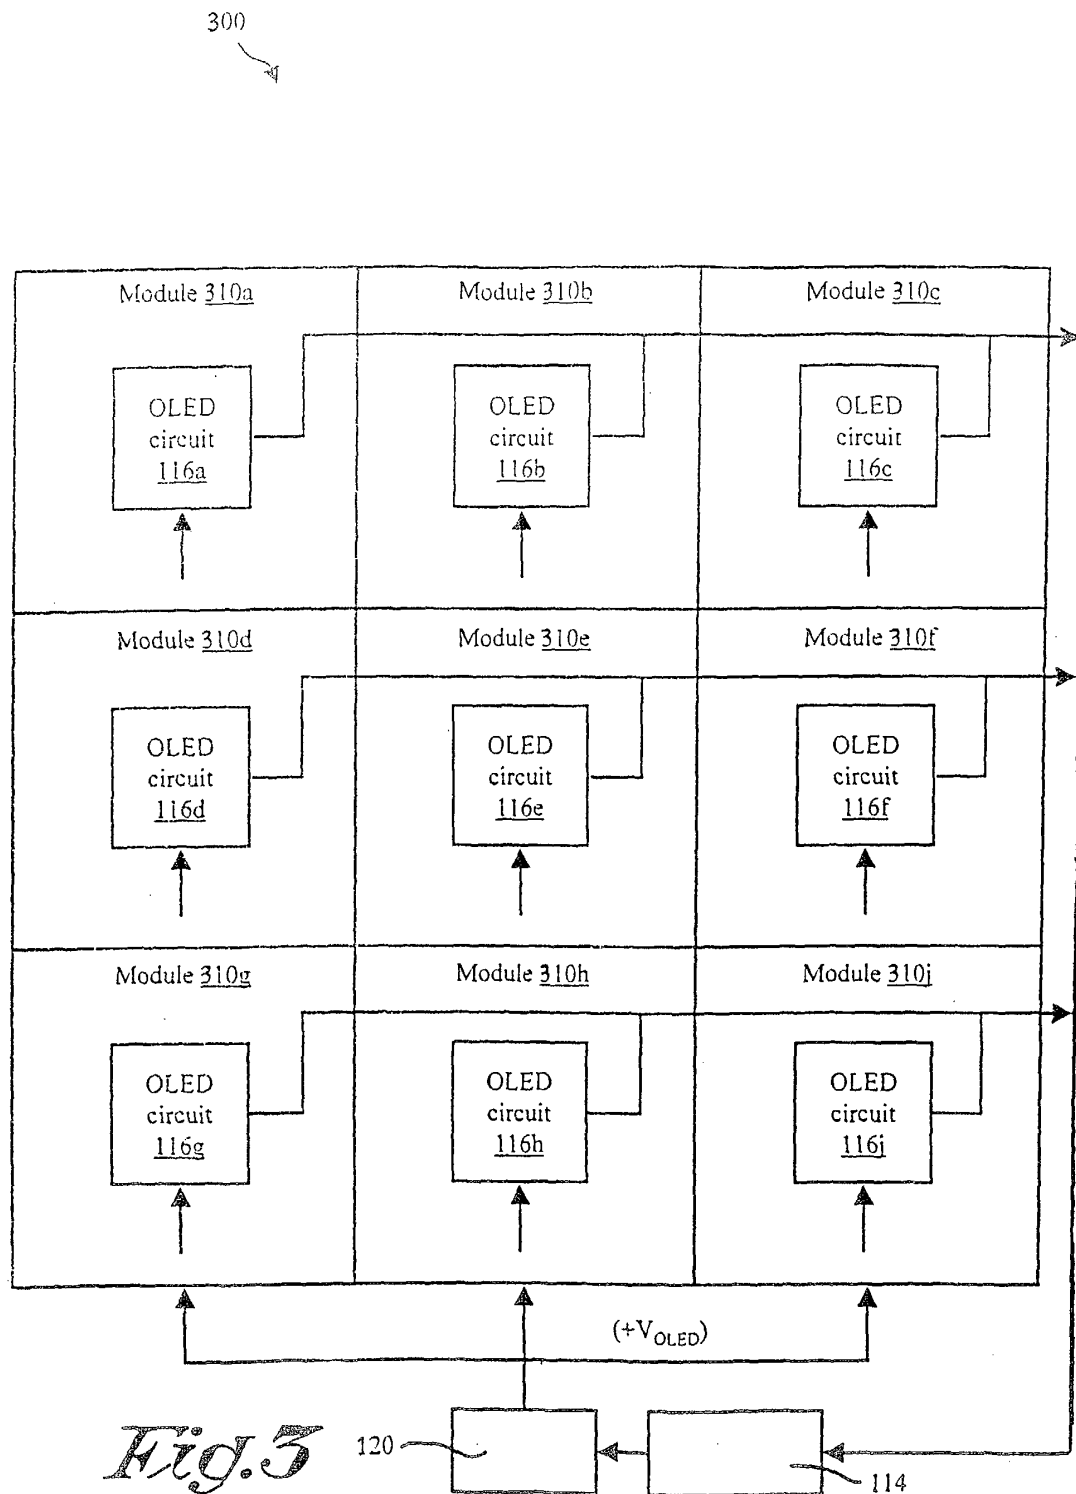 300
Module 310a
Module 310b
Module 310c
OLED
circuit
116a
OLED
circuit
116b
OLED
circuit
116c
Module 310d
Module 310e
Module 310f
OLED
circuit
116d
OLED
circuit
116e
OLED
circuit
116f
Module 310g
Module 310h
Module 310j
OLED
circuit
116g
OLED
circuit
116h
OLED
circuit
116j
(+VOLED)
Fig.3
120
114